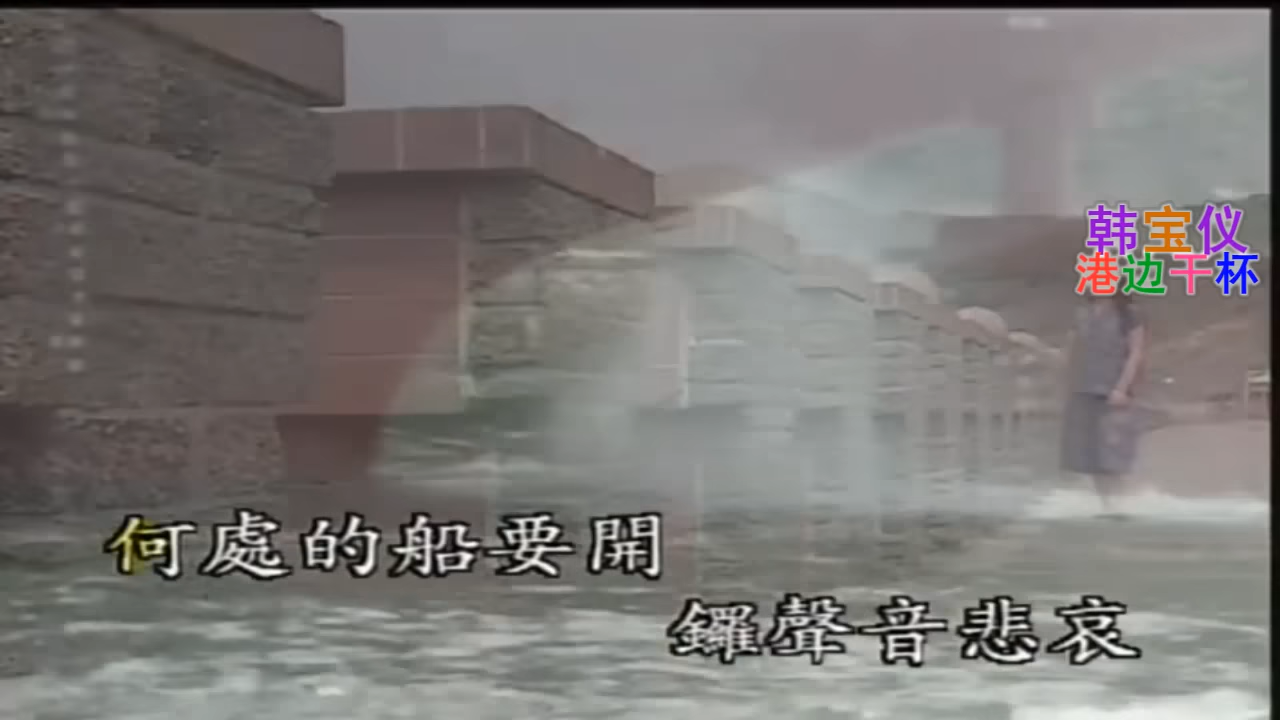 韩宝仪
港边干杯
何處的船要開
鑼聲音悲哀